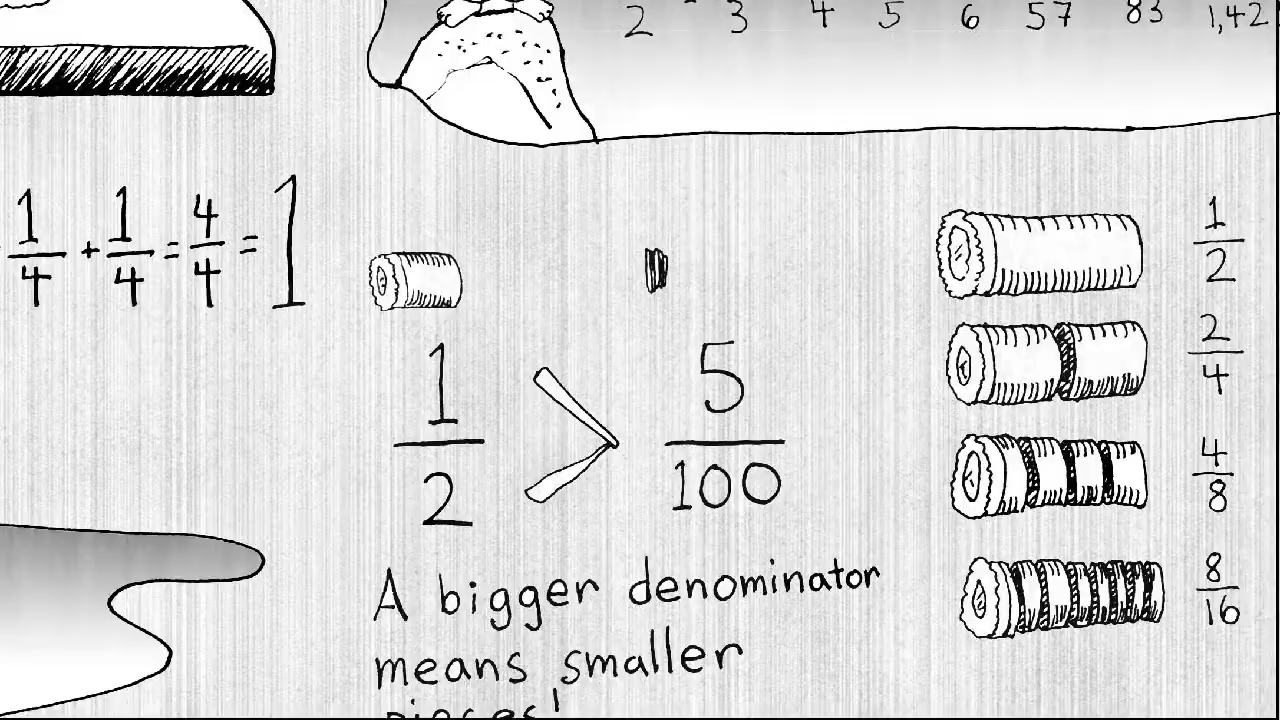 2 3 4 5 6 57 83 1,42
1/4 + 1/4 = 4/4 = 1
1/2 > 5/100
A bigger denominator
means smaller
pieces!
1/2
2/4
4/8
8/16